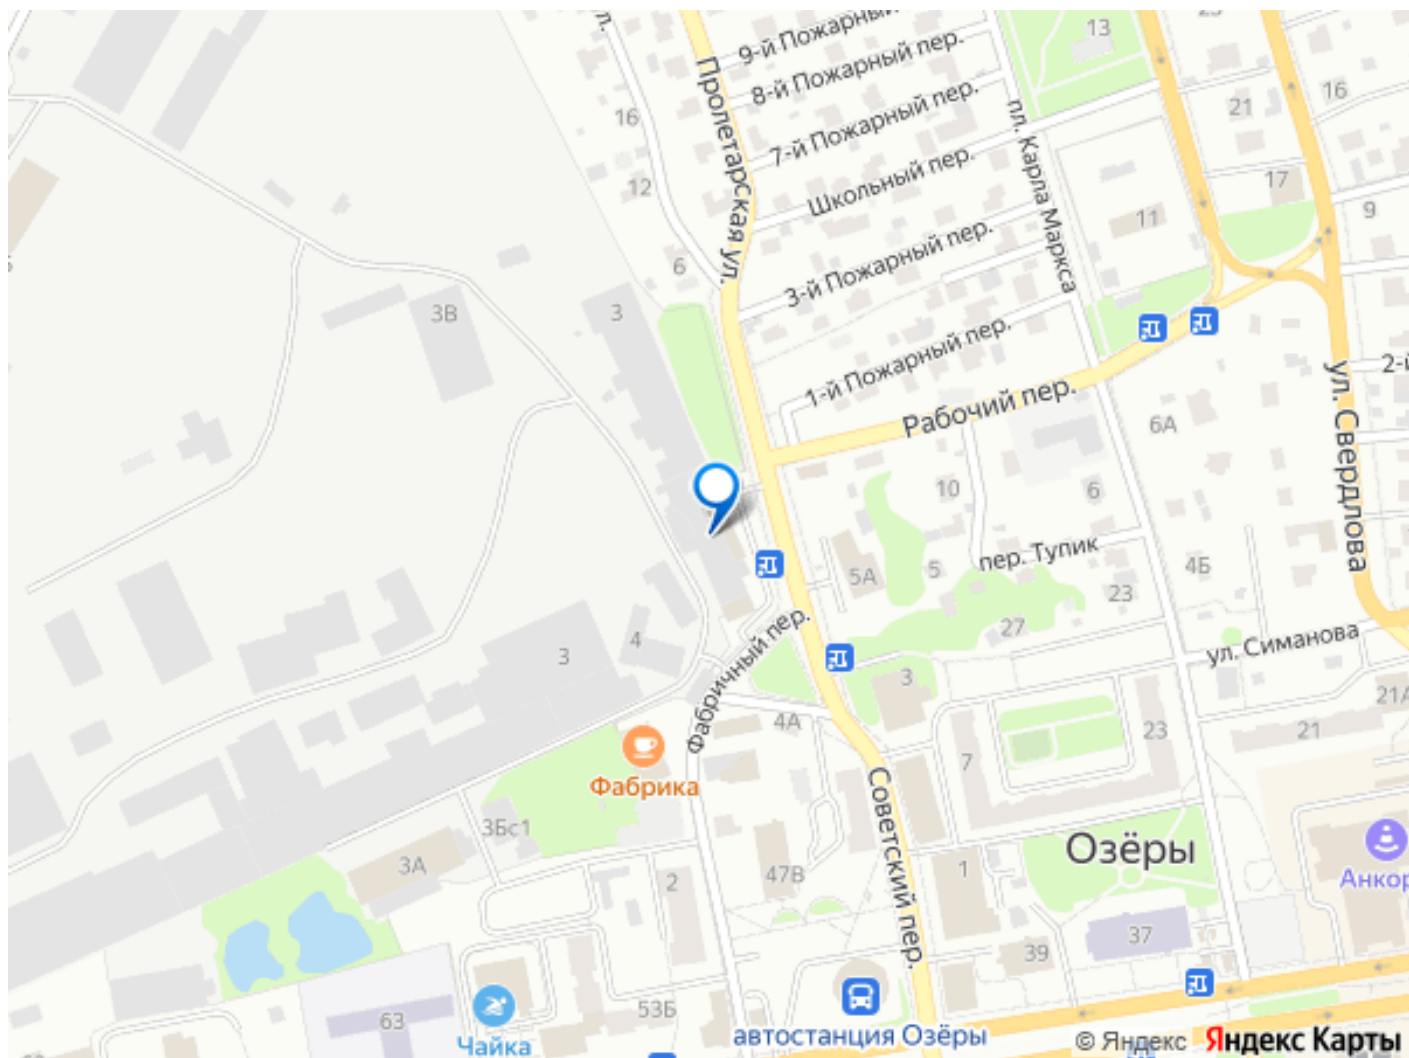 9-й Пожарный
13
8-й Пожарный пер.
16
7-й Пожарный пер.
21
16
Пролетарская ул.
пл. Карла Маркса
12
Школьный пер.
17
9
11
6
3-й Пожарный пер.
3В
3
1-й Пожарный пер.
2-й
Рабочий пер.
ул. Свердлова
6А
10
6
пер. Тупик
5А
5
4Б
23
27
4
3
Фабричный пер.
ул. Симанова
3
21А
4А
23
21
7
Фабрика
Советский пер.
3Бс1
Озёры
3А
1
47В
2
Анкор
37
39
53Б
63
автостанция Озёры
Чайка
© Яндекс Яндекс Карты